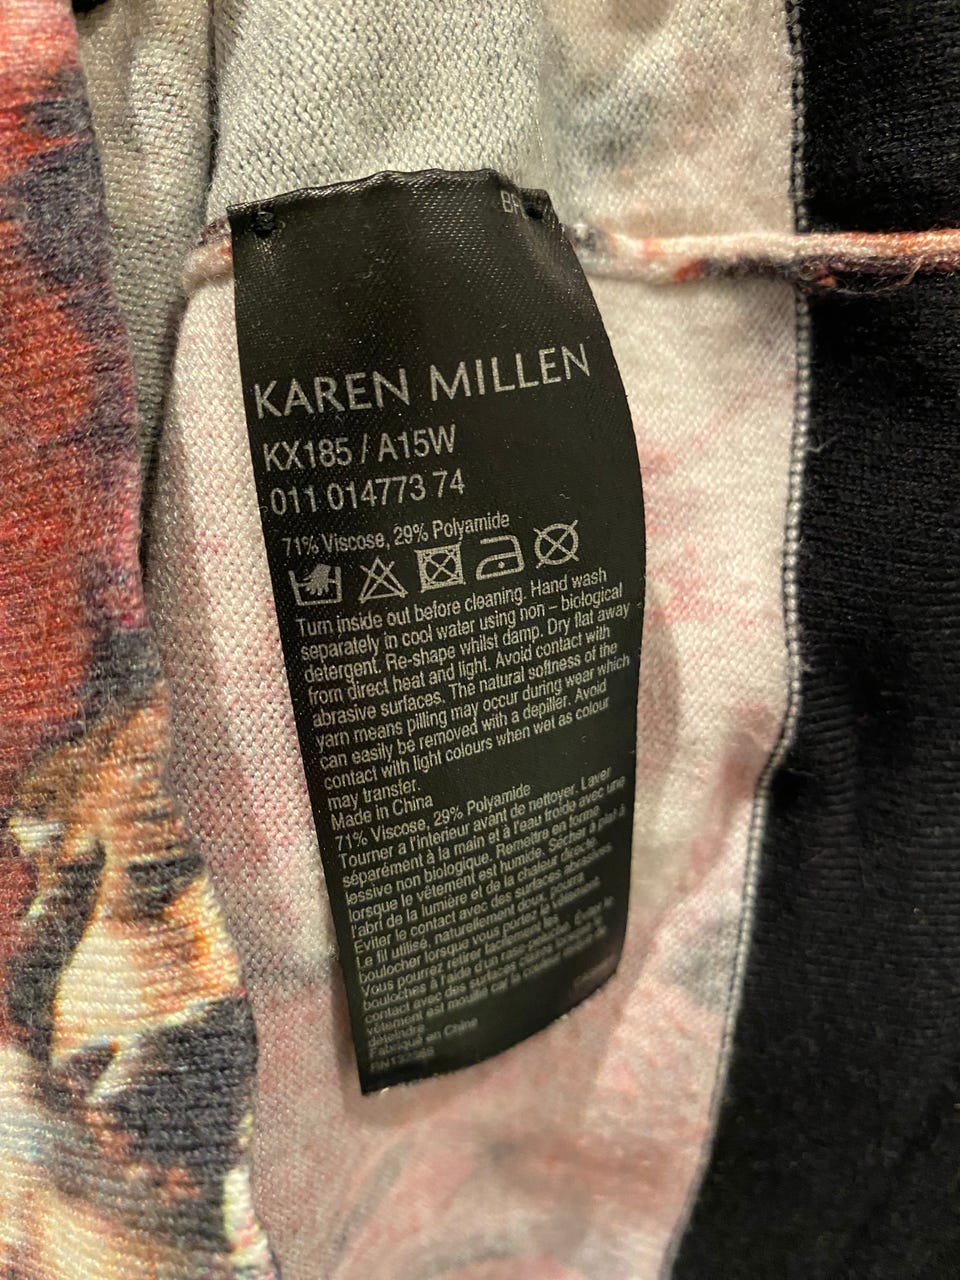 KAREN MILLEN
KX185 / A15W
011 014773 74
71% Viscose, 29% Polyamide
Turn inside out before cleaning. Hand wash
separately in cool water using non – biological
detergent. Re-shape whilst damp. Dry flat away
from direct heat and light. Avoid contact with
abrasive surfaces. The natural softness of the
yarn means pilling may occur during wear which
can easily be removed with a depiller. Avoid
contact with light colours when wet as colour
may transfer.
Made in China
71% Viscose, 29% Polyamide
Tourner a l'intérieur avant de nettoyer. Laver
séparément à la main et à l'eau froide avec une
lessive non biologique. Remettre en forme
lorsque le vêtement est humide. Sécher à plat à
l'abri de la lumière et de la chaleur directe.
Eviter le contact avec des surfaces abrasives.
Le fil utilisé, naturellement doux, pourra
boulocher lorsque vous portez le vêtement.
Vous pourrez retirer facilement les
bouloches à l'aide d'un rasoir Éviter le
contact avec des surfaces claires lorsque le
vêtement est mouillé car la couleur
déteindre
Fabriqué en China